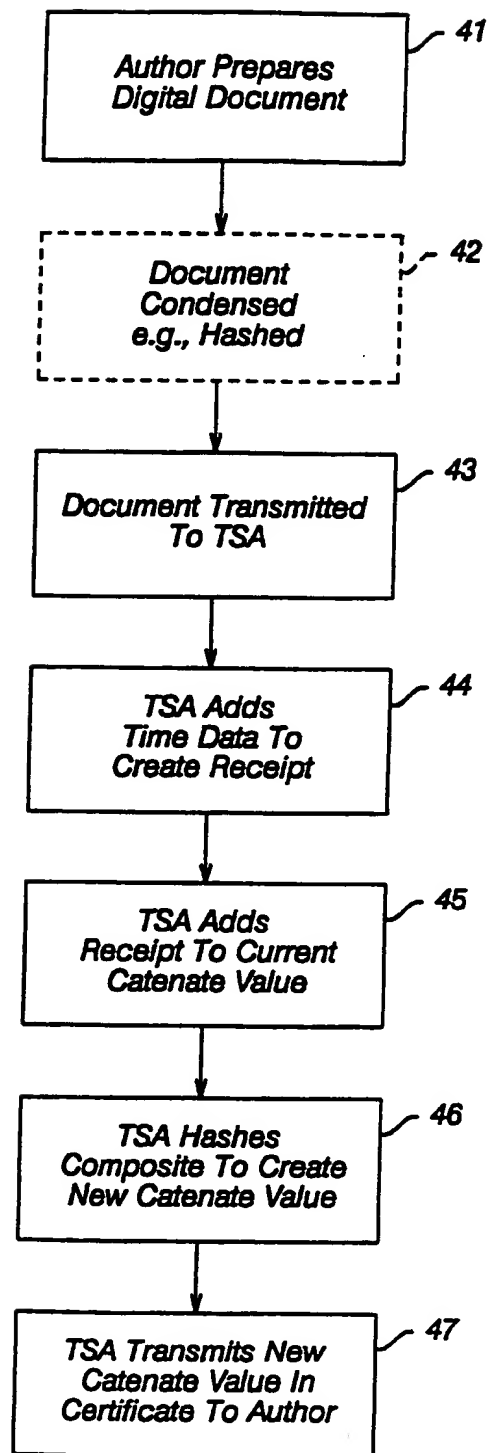 41
Author Prepares
Digital Document
42
Document
Condensed
e.g., Hashed
43
Document Transmitted
To TSA
44
TSA Adds
Time Data To
Create Receipt
45
TSA Adds
Receipt To Current
Catenate Value
46
TSA Hashes
Composite To Create
New Catenate Value
47
TSA Transmits New
Catenate Value In
Certificate To Author